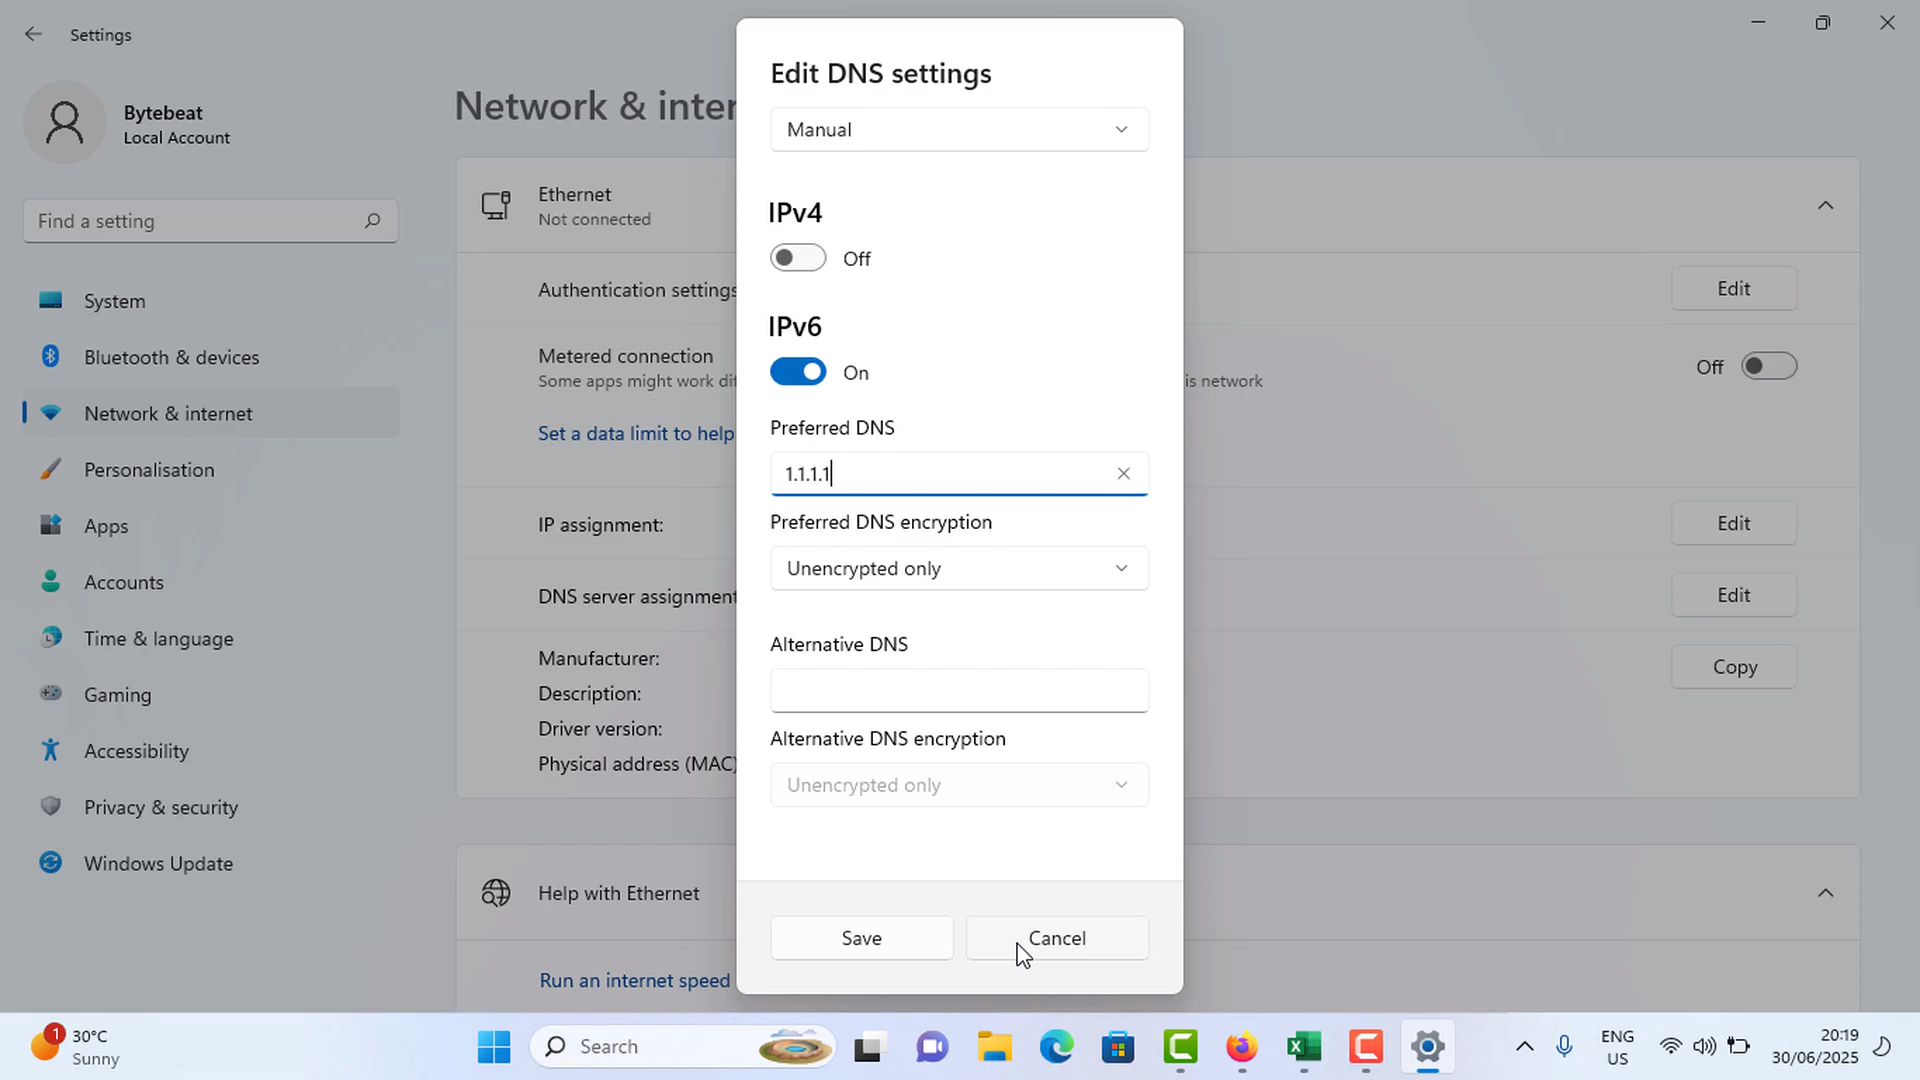 Settings
Bytebeat
Local Account
Find a setting
System
Bluetooth & devices
Network & internet
Personalisation
Apps
Accounts
Time & language
Gaming
Accessibility
Privacy & security
Windows Update
Network & inter
Ethernet
Not connected
Authentication settings
Edit
Metered connection
Some apps might work dif
is network
Off
Set a data limit to help
IP assignment:
Edit
DNS server assignment
Edit
Manufacturer:
Description:
Driver version:
Physical address (MAC)
Copy
Help with Ethernet
Run an internet speed
Edit DNS settings
Manual
IPv4
Off
IPv6
On
Preferred DNS
1.1.1.1
Preferred DNS encryption
Unencrypted only
Alternative DNS
Alternative DNS encryption
Unencrypted only
Save
Cancel
1
30°C
Sunny
Search
ENG
US
20:19
30/06/2025